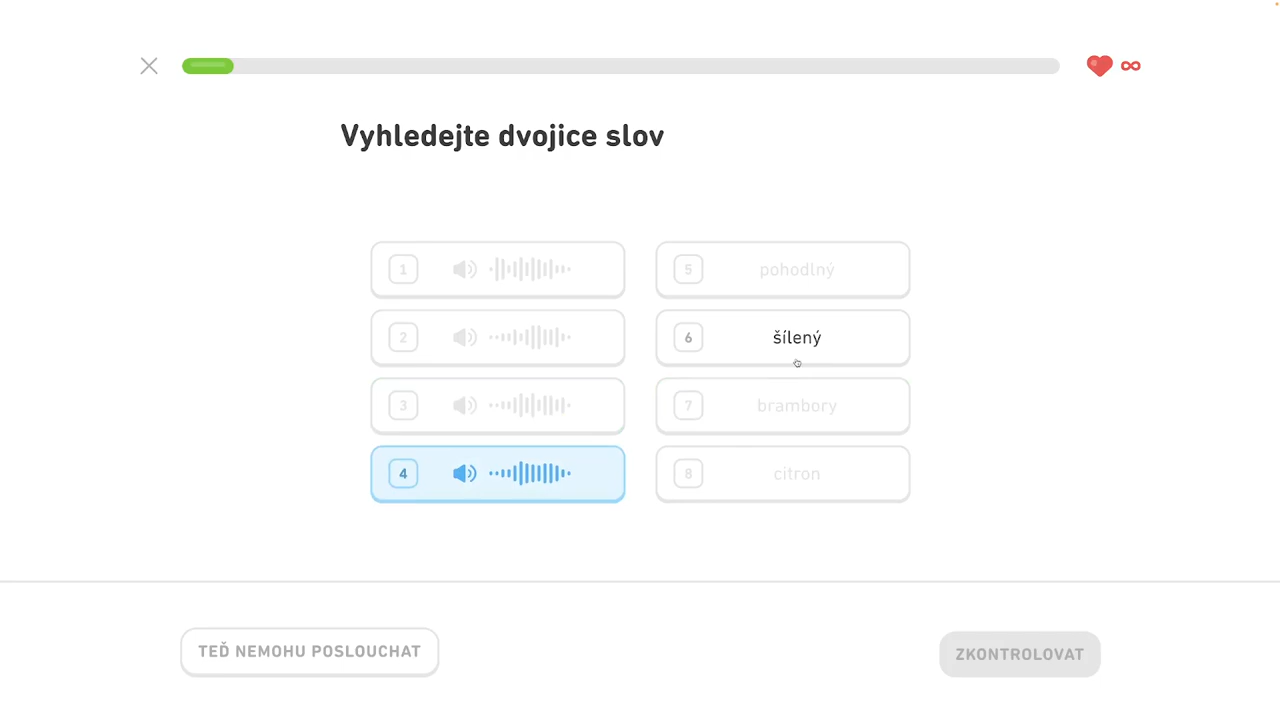 Vyhledejte dvojice slov
1
5 pohodlný
2
6 šílený
3
7 brambory
4
8 citron
TEĎ NEMOHU POSLOUCHAT
ZKONTROLOVAT